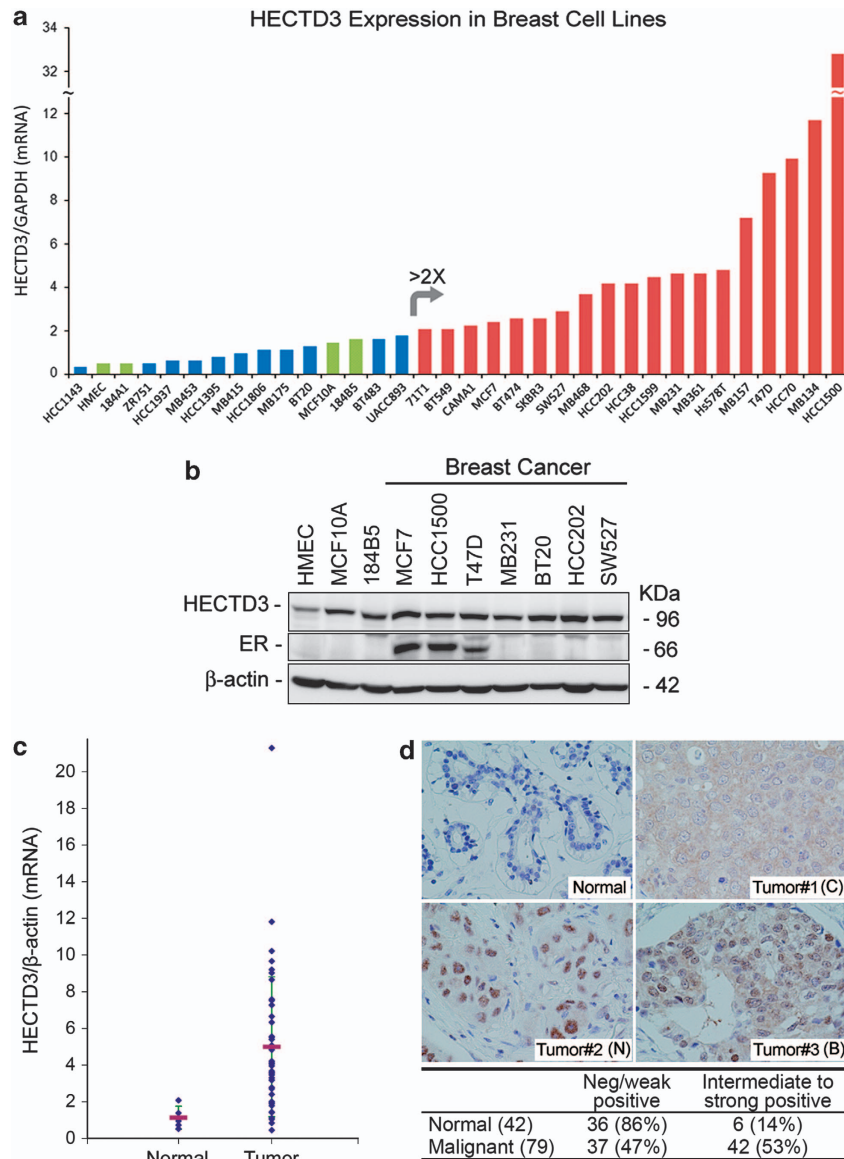 a
HECTD3 Expression in Breast Cell Lines
HECTD3/GAPDH (mRNA)
34
32
12
10
8
6
4
2
0
≈
≈
>2X
HCC1143
HMEC
184A1
ZR751
HCC1937
MB453
HCC1395
MB415
HCC1806
MB175
BT20
MCF10A
184B5
BT483
UACC893
71T1
BT549
CAMA1
MCF7
BT474
SKBR3
SW527
MB468
HCC202
HCC38
HCC1599
MB231
MB361
Hs578T
MB157
T47D
HCC70
MB134
HCC1500
b
Breast Cancer
HMEC
MCF10A
184B5
MCF7
HCC1500
T47D
MB231
BT20
HCC202
SW527
KDa
HECTD3 - - 96
ER - - 66
β-actin - - 42
c
HECTD3/β-actin (mRNA)
20
18
16
14
12
10
8
6
4
2
0
Normal Tumor
d
Normal
Tumor#1 (C)
Tumor#2 (N)
Tumor#3 (B)
Neg/weak positive Intermediate to strong positive
Normal (42) 36 (86%) 6 (14%)
Malignant (79) 37 (47%) 42 (53%)